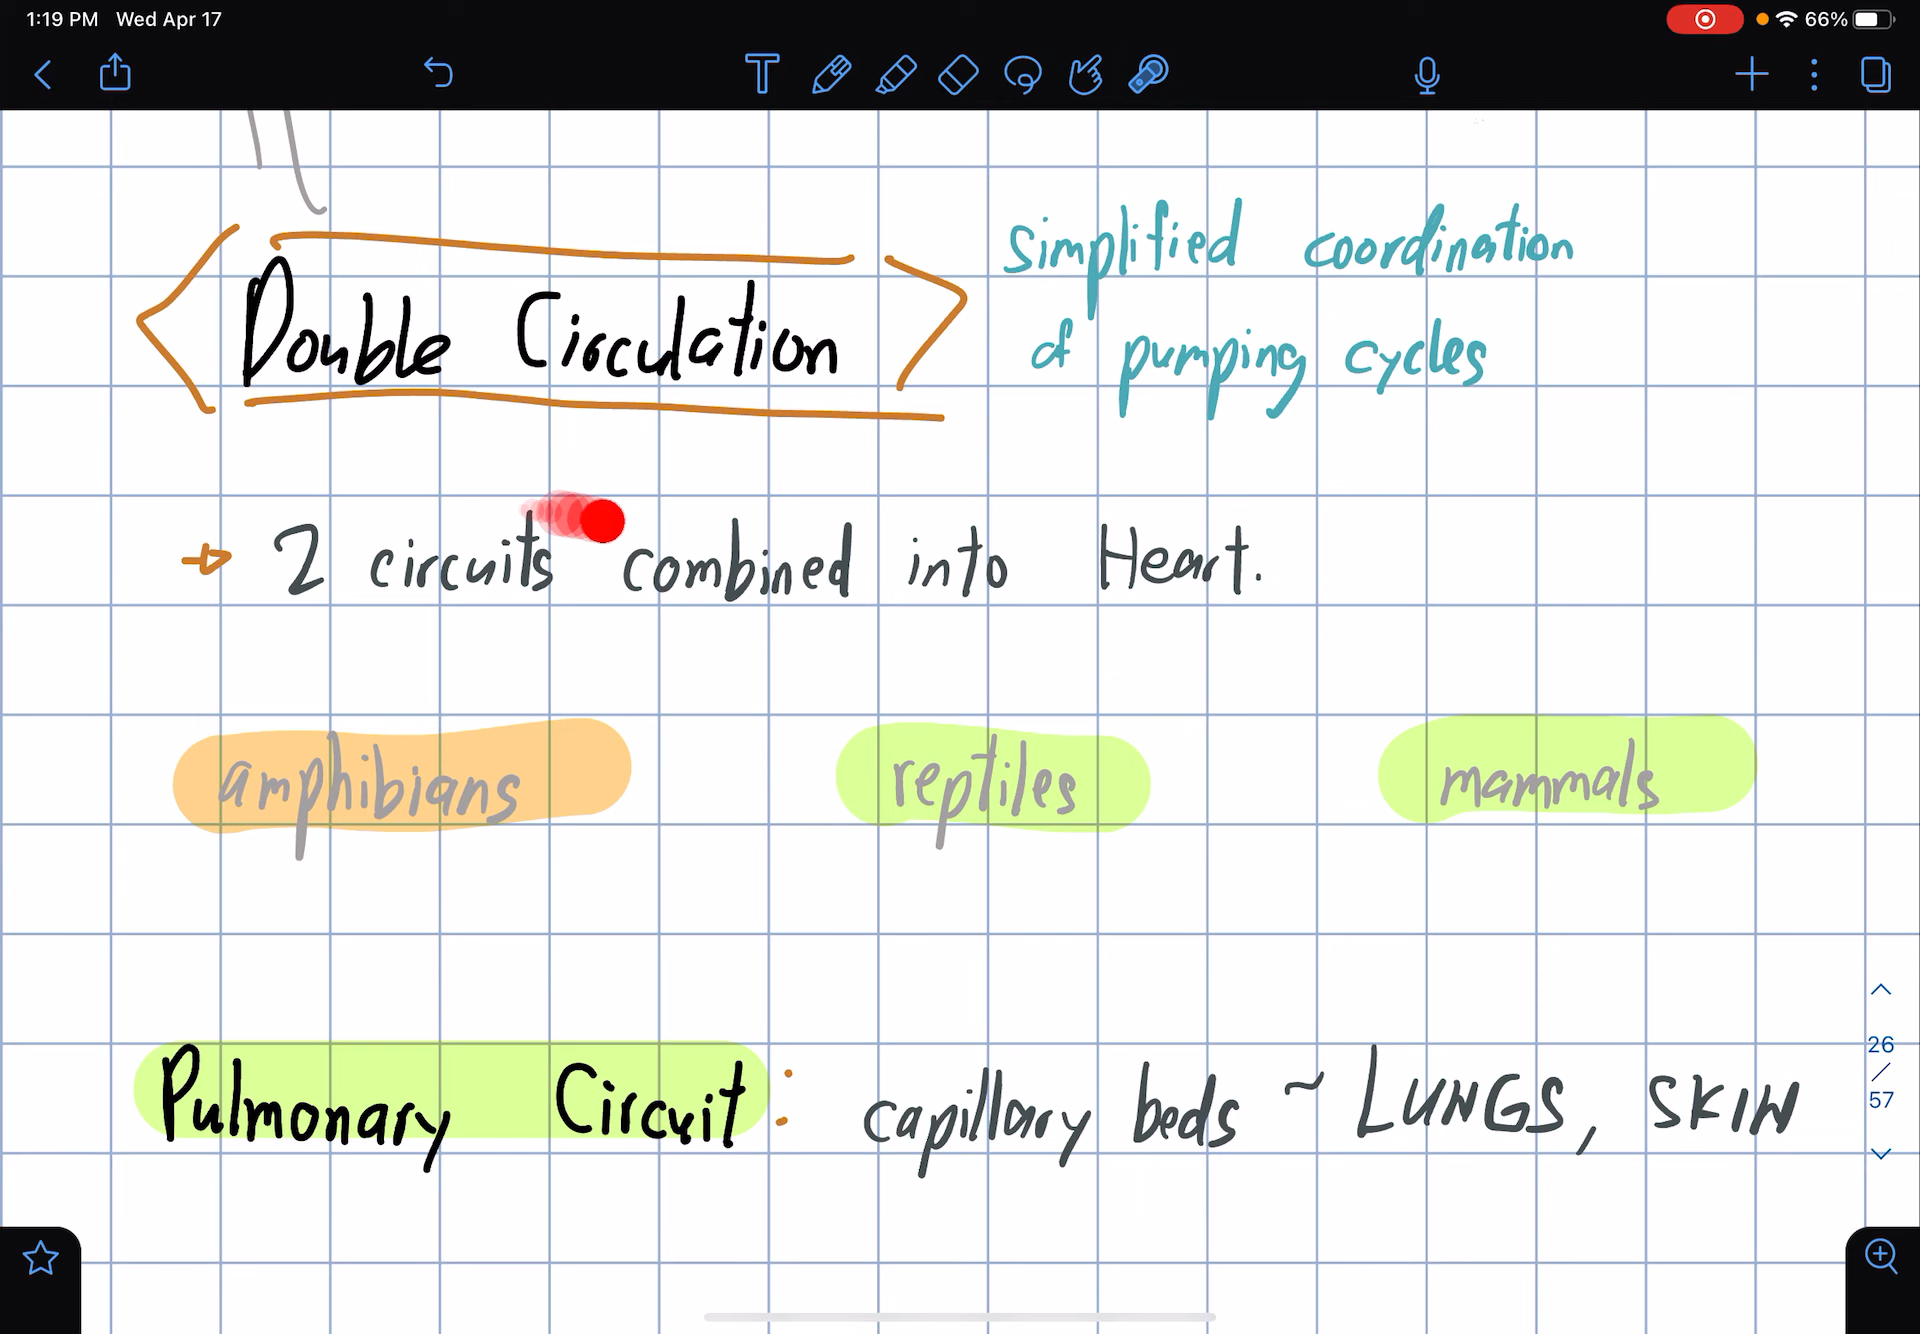 1:19 PM Wed Apr 17
66%
Double Circulation
simplified coordination
of pumping cycles
2 circuits combined into Heart.
amphibians reptiles mammals
Pulmonary Circuit : capillary beds ~ LUNGS, SKIN
26
/
57